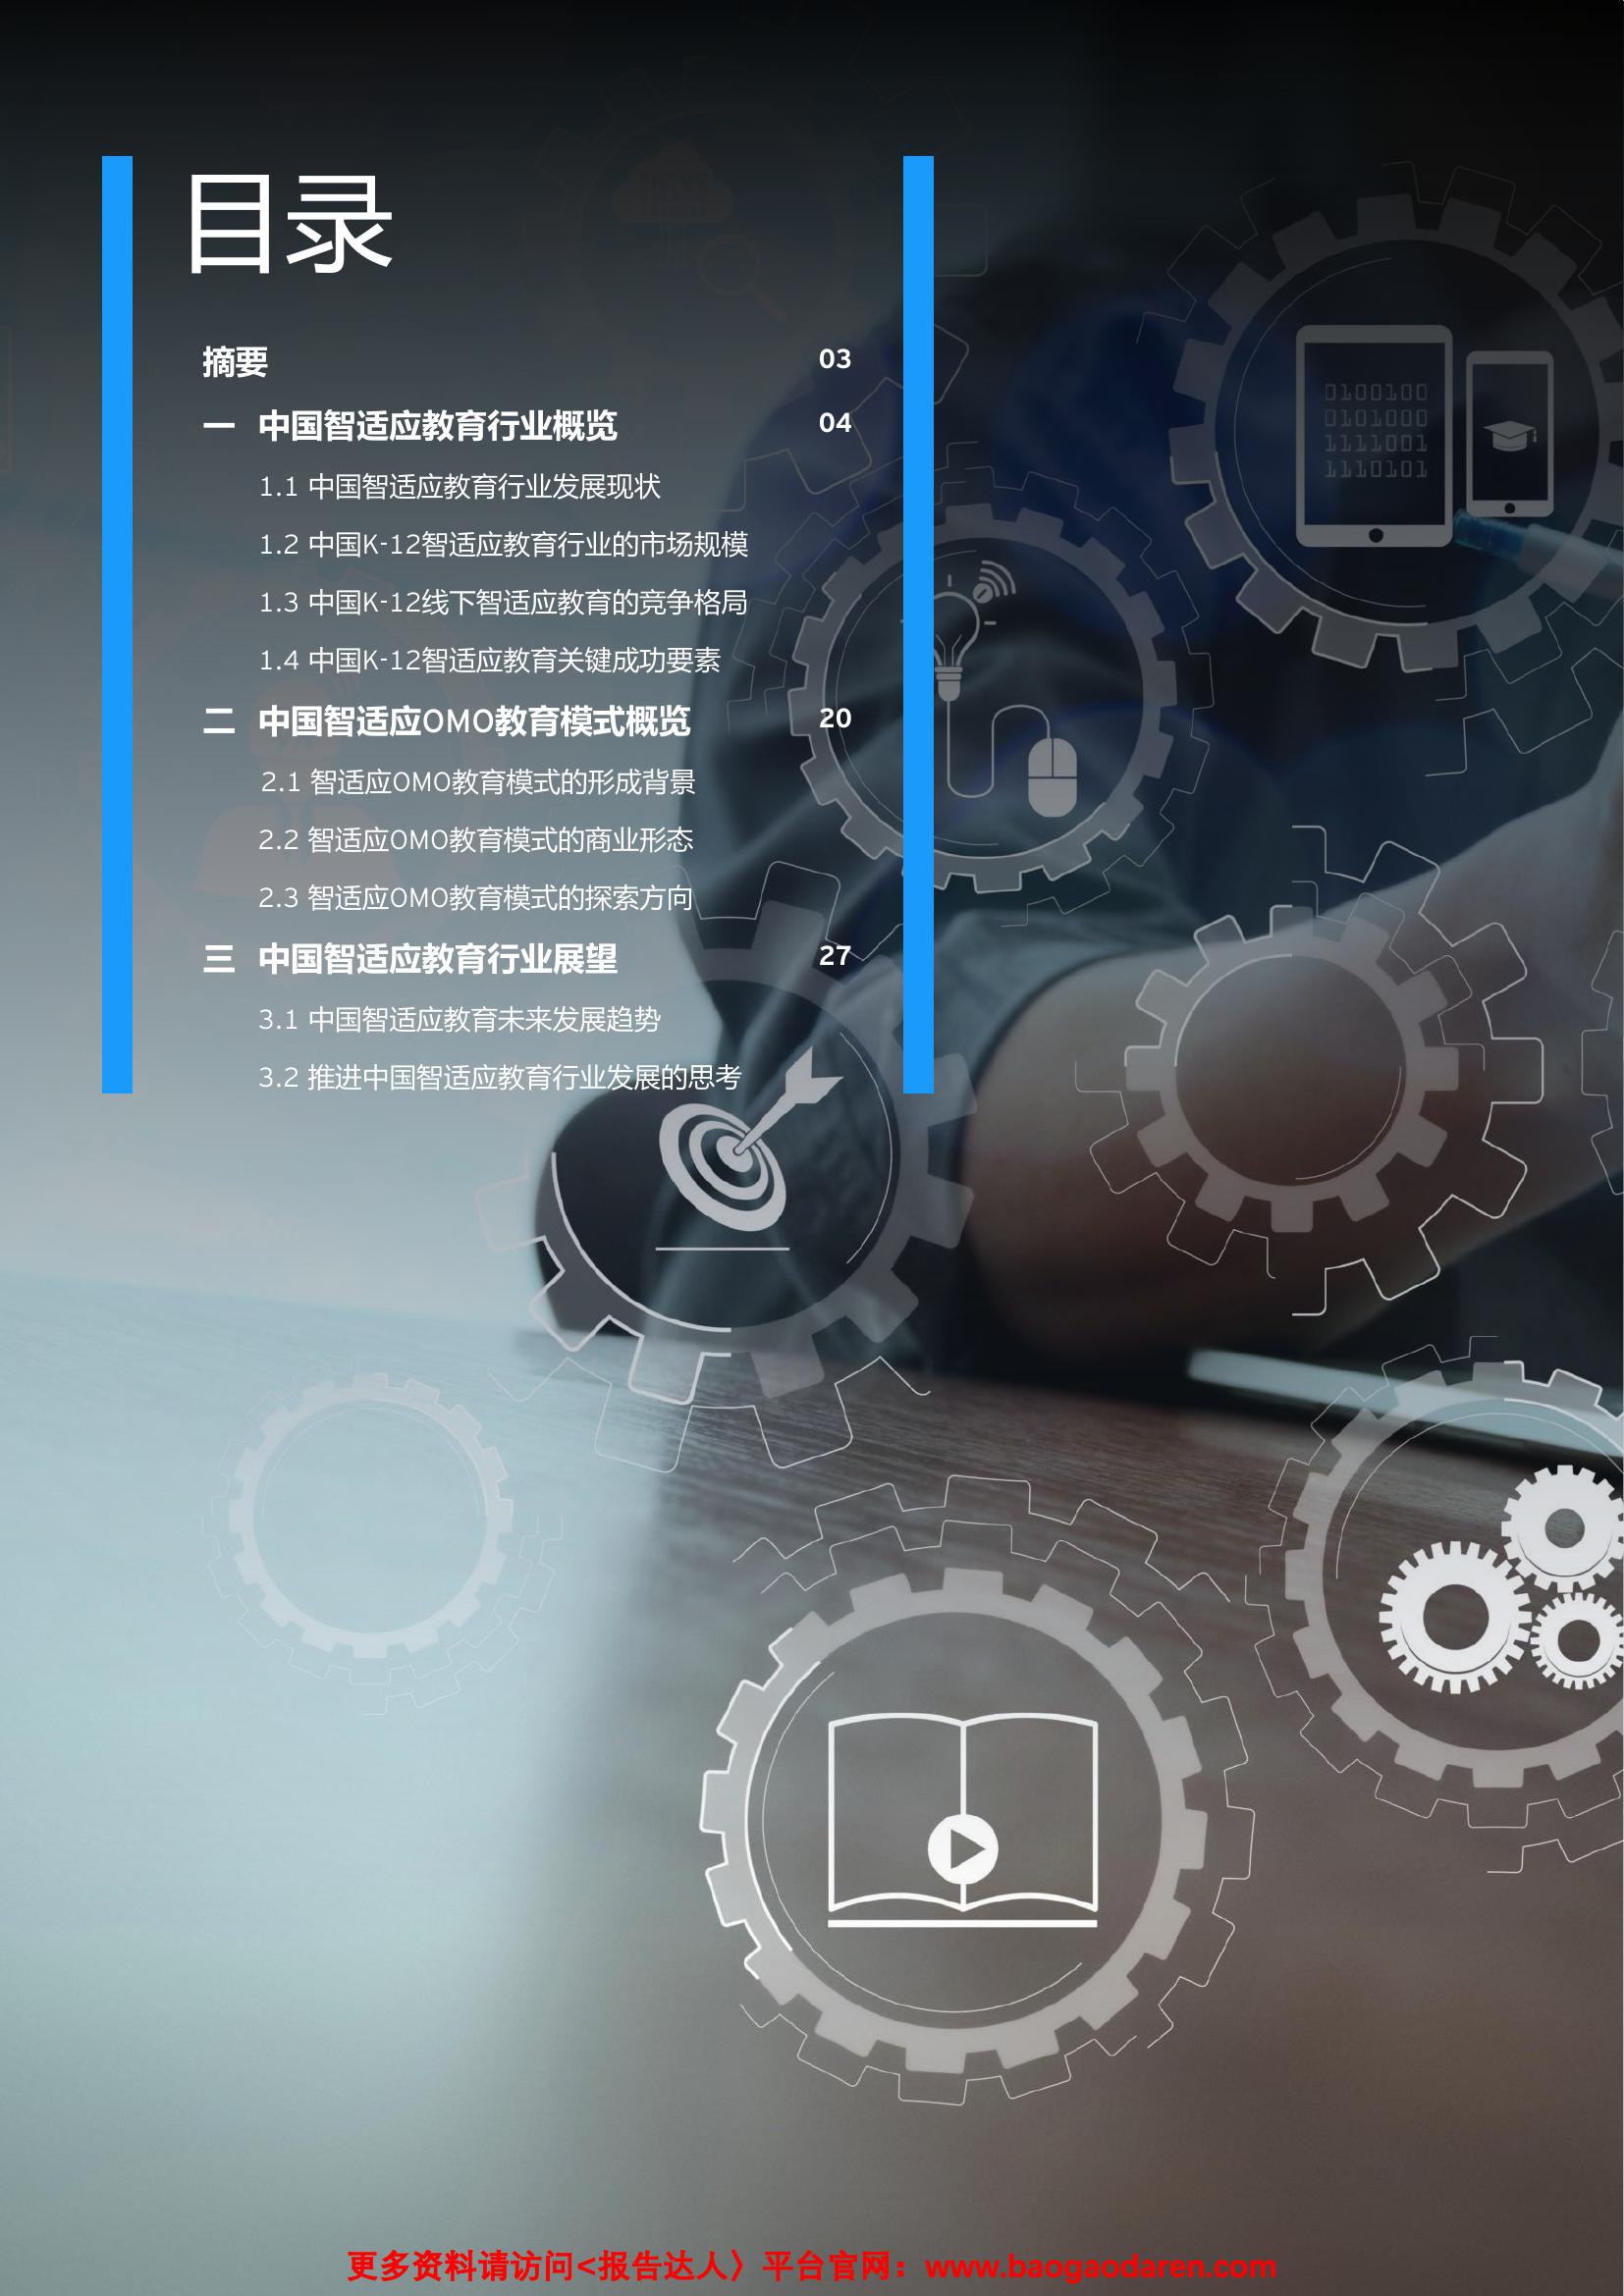 目录
摘要 03
一 中国智适应教育行业概览 04
1.1 中国智适应教育行业发展现状
1.2 中国K-12智适应教育行业的市场规模
1.3 中国K-12线下智适应教育的竞争格局
1.4 中国K-12智适应教育关键成功要素
二 中国智适应OMO教育模式概览 20
2.1 智适应OMO教育模式的形成背景
2.2 智适应OMO教育模式的商业形态
2.3 智适应OMO教育模式的探索方向
三 中国智适应教育行业展望 27
3.1 中国智适应教育未来发展趋势
3.2 推进中国智适应教育行业发展的思考
0100100
0101000
1111001
1110101
更多资料请访问<报告达人〉平台官网：www.baogaodaren.com